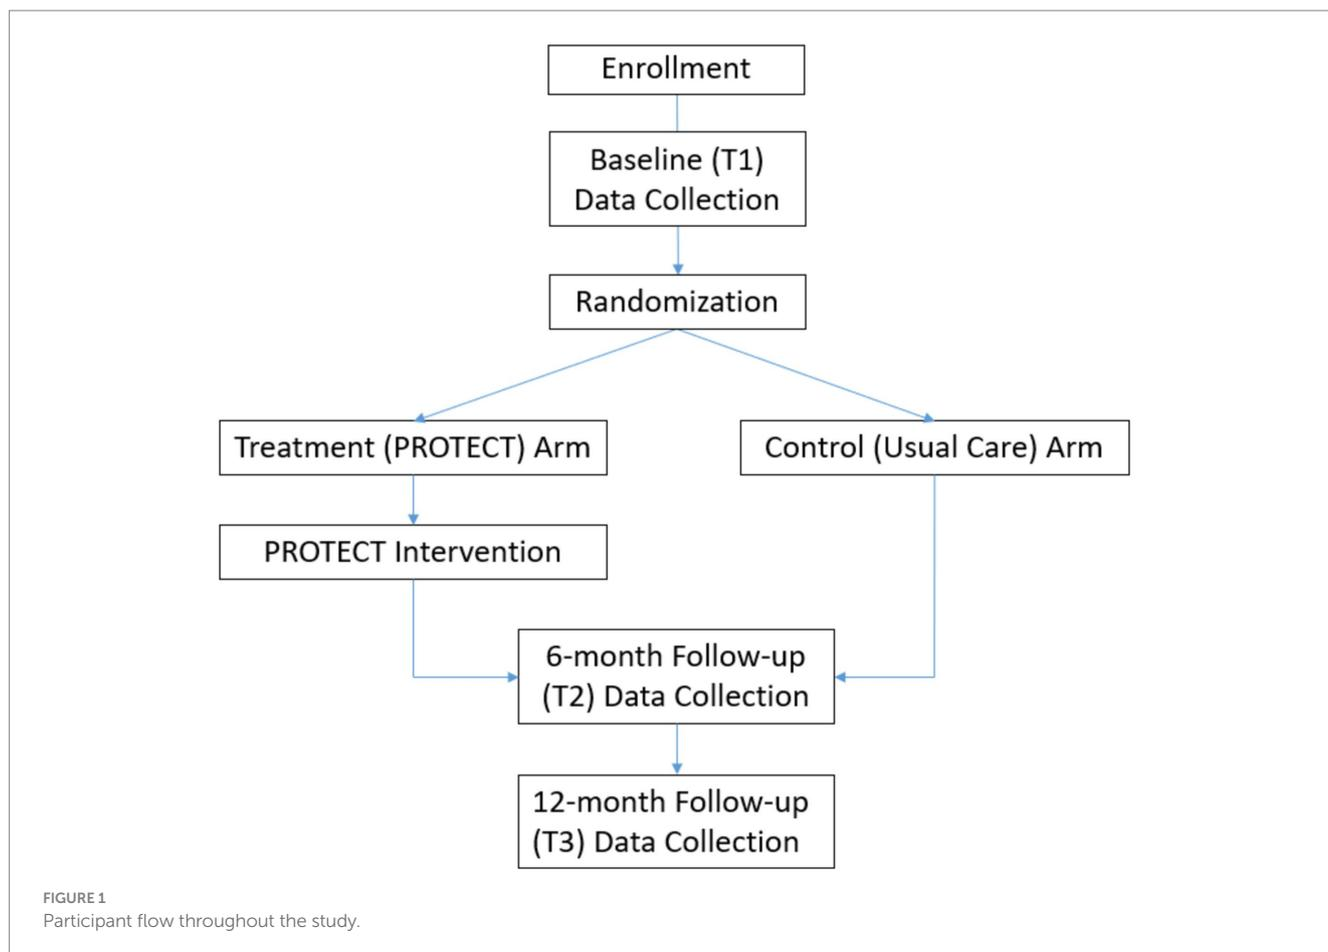 Enrollment
Baseline (T1)
Data Collection
Randomization
Treatment (PROTECT) Arm
Control (Usual Care) Arm
PROTECT Intervention
6-month Follow-up
(T2) Data Collection
12-month Follow-up
(T3) Data Collection
FIGURE 1
Participant flow throughout the study.